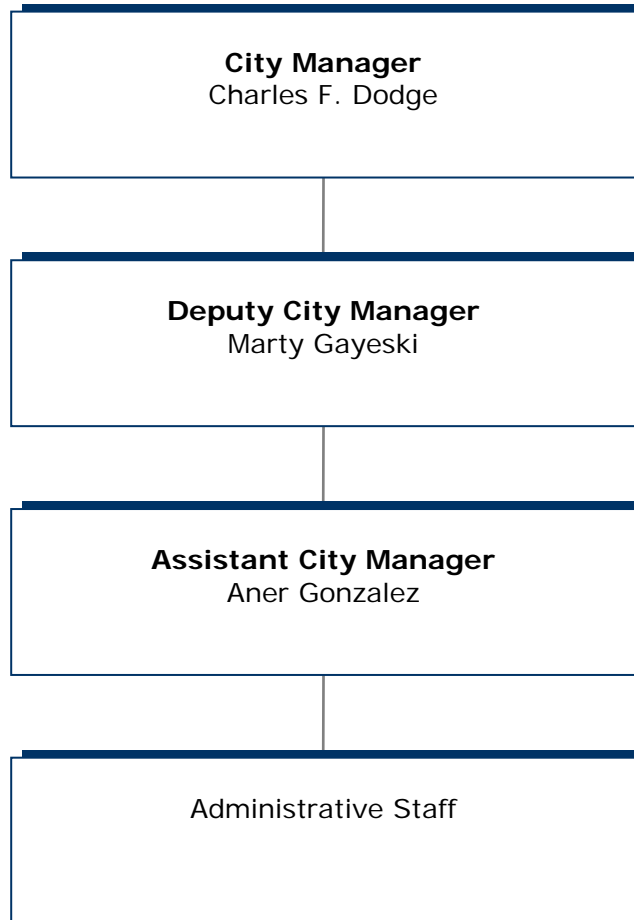 City Manager
Charles F. Dodge
Deputy City Manager
Marty Gayeski
Assistant City Manager
Aner Gonzalez
Administrative Staff